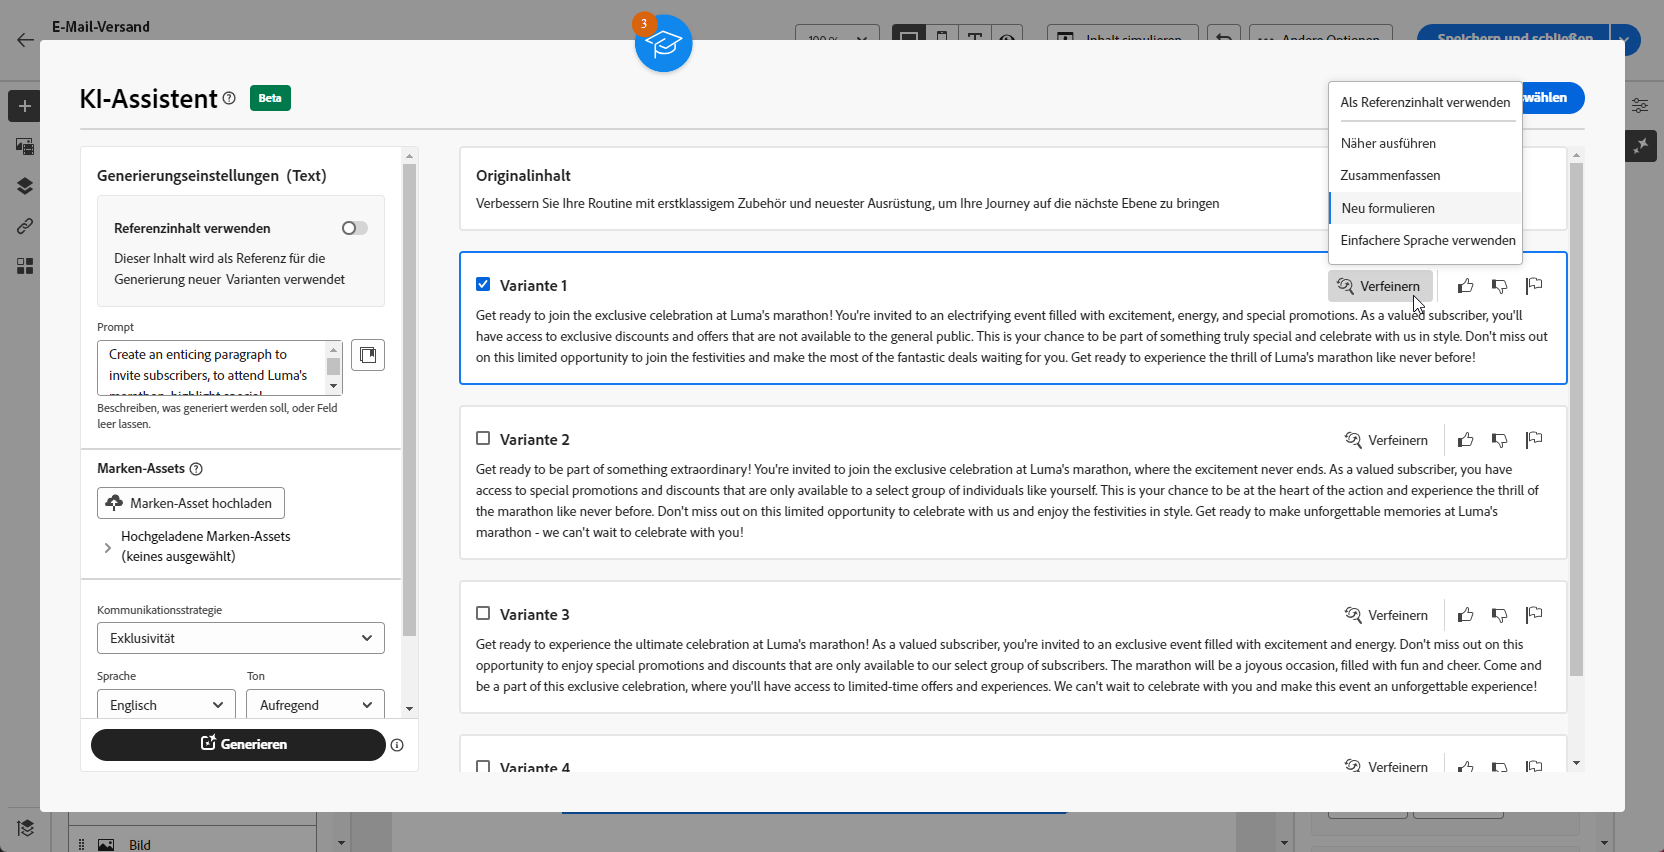 E-Mail-Versand
3
100 %
Inhalt simulieren
Andere Optionen
Speichern und schließen
KI-Assistent
Beta
wählen
Als Referenzinhalt verwenden
Näher ausführen
Zusammenfassen
Neu formulieren
Einfachere Sprache verwenden
Generierungseinstellungen (Text)
Referenzinhalt verwenden
Dieser Inhalt wird als Referenz für die
Generierung neuer Varianten verwendet
Prompt
Create an enticing paragraph to
invite subscribers, to attend Luma's
marathon, highlight special
Beschreiben, was generiert werden soll, oder Feld
leer lassen.
Marken-Assets
Marken-Asset hochladen
Hochgeladene Marken-Assets
(keines ausgewählt)
Kommunikationsstrategie
Exklusivität
Sprache
Ton
Englisch
Aufregend
Generieren
Originalinhalt
Verbessern Sie Ihre Routine mit erstklassigem Zubehör und neuester Ausrüstung, um Ihre Journey auf die nächste Ebene zu bringen
Variante 1
Verfeinern
Get ready to join the exclusive celebration at Luma's marathon! You're invited to an electrifying event filled with excitement, energy, and special promotions. As a valued subscriber, you'll
have access to exclusive discounts and offers that are not available to the general public. This is your chance to be part of something truly special and celebrate with us in style. Don't miss out
on this limited opportunity to join the festivities and make the most of the fantastic deals waiting for you. Get ready to experience the thrill of Luma's marathon like never before!
Variante 2
Verfeinern
Get ready to be part of something extraordinary! You're invited to join the exclusive celebration at Luma's marathon, where the excitement never ends. As a valued subscriber, you have
access to special promotions and discounts that are only available to a select group of individuals like yourself. This is your chance to be at the heart of the action and experience the thrill of
the marathon like never before. Don't miss out on this limited opportunity to celebrate with us and enjoy the festivities in style. Get ready to make unforgettable memories at Luma's
marathon - we can't wait to celebrate with you!
Variante 3
Verfeinern
Get ready to experience the ultimate celebration at Luma's marathon! As a valued subscriber, you're invited to an exclusive event filled with excitement and energy. Don't miss out on this
opportunity to enjoy special promotions and discounts that are only available to our select group of subscribers. The marathon will be a joyous occasion, filled with fun and cheer. Come and
be a part of this exclusive celebration, where you'll have access to limited-time offers and experiences. We can't wait to celebrate with you and make this event an unforgettable experience!
Variante 4
Verfeinern
Bild